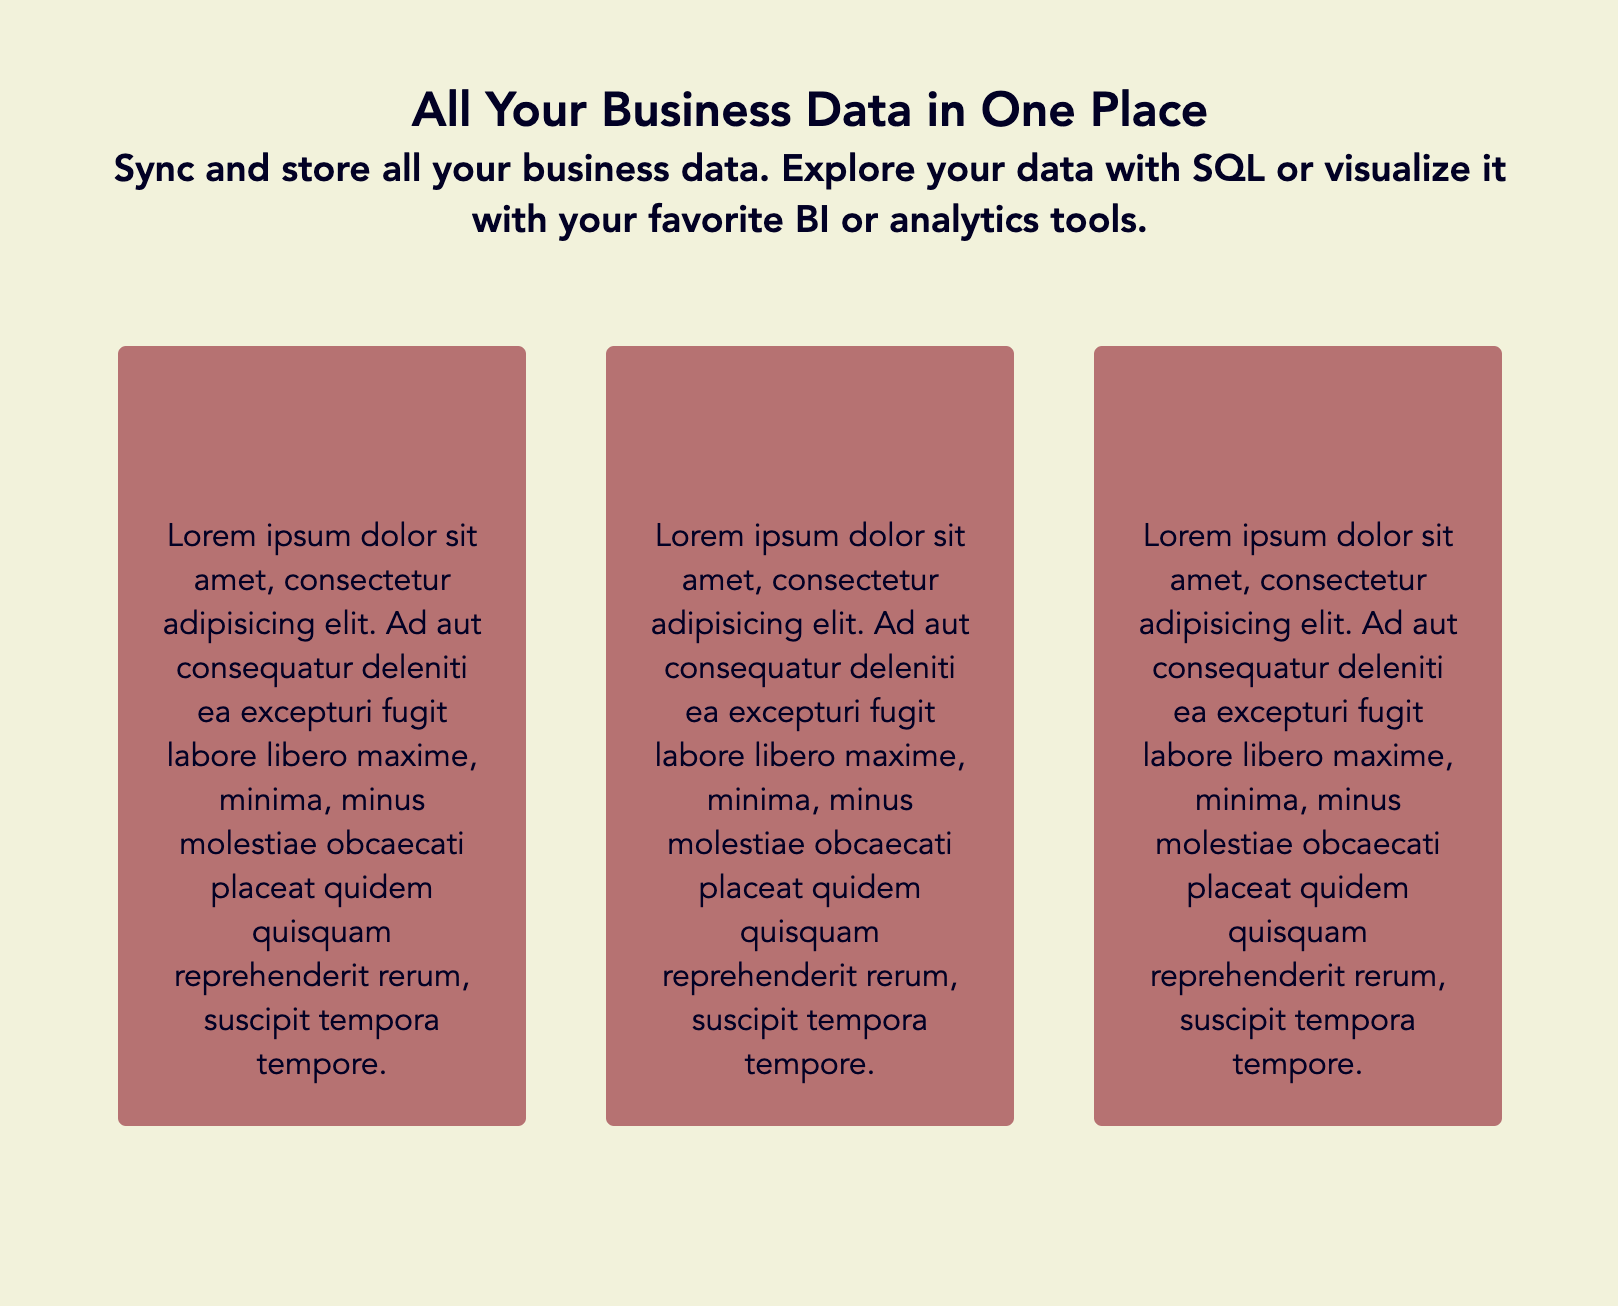 All Your Business Data in One Place
Sync and store all your business data. Explore your data with SQL or visualize it
with your favorite BI or analytics tools.
Lorem ipsum dolor sit
amet, consectetur
adipisicing elit. Ad aut
consequatur deleniti
ea excepturi fugit
labore libero maxime,
minima, minus
molestiae obcaecati
placeat quidem
quisquam
reprehenderit rerum,
suscipit tempora
tempore.
Lorem ipsum dolor sit
amet, consectetur
adipisicing elit. Ad aut
consequatur deleniti
ea excepturi fugit
labore libero maxime,
minima, minus
molestiae obcaecati
placeat quidem
quisquam
reprehenderit rerum,
suscipit tempora
tempore.
Lorem ipsum dolor sit
amet, consectetur
adipisicing elit. Ad aut
consequatur deleniti
ea excepturi fugit
labore libero maxime,
minima, minus
molestiae obcaecati
placeat quidem
quisquam
reprehenderit rerum,
suscipit tempora
tempore.